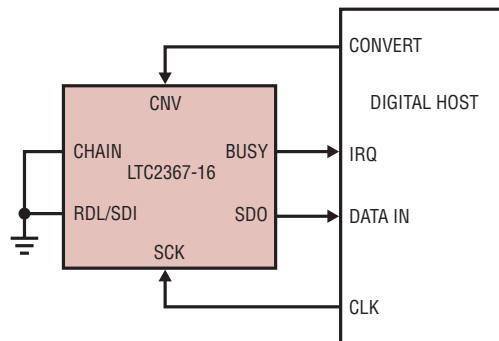 CONVERT
CNV
DIGITAL HOST
CHAIN
BUSY
IRQ
LTC2367-16
RDL/SDI
SDO
DATA IN
SCK
CLK